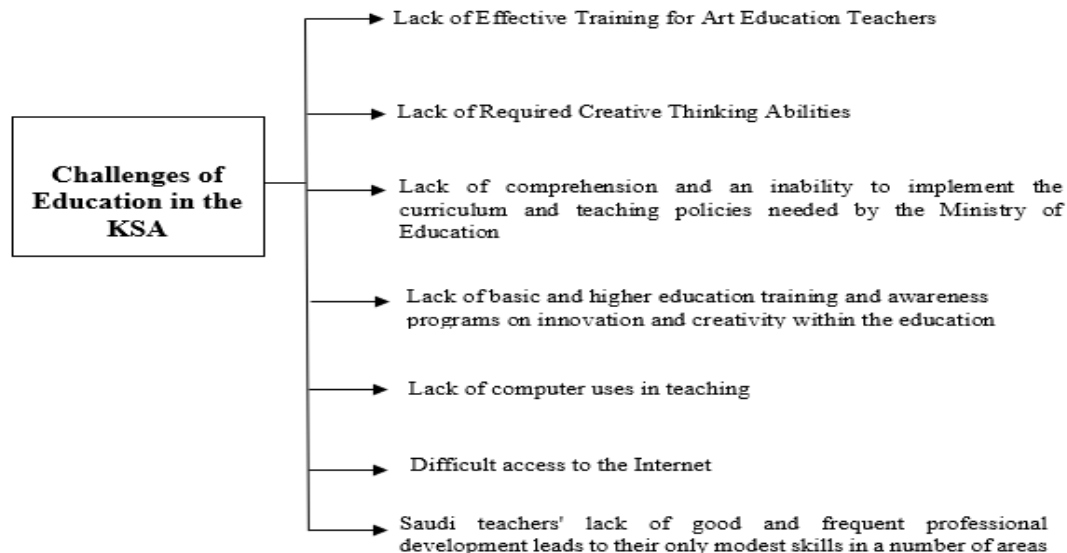 Challenges of
Education in the
KSA
Lack of Effective Training for Art Education Teachers
Lack of Required Creative Thinking Abilities
Lack of comprehension and an inability to implement the
curriculum and teaching policies needed by the Ministry of
Education
Lack of basic and higher education training and awareness
programs on innovation and creativity within the education
Lack of computer uses in teaching
Difficult access to the Internet
Saudi teachers' lack of good and frequent professional
development leads to their only modest skills in a number of areas